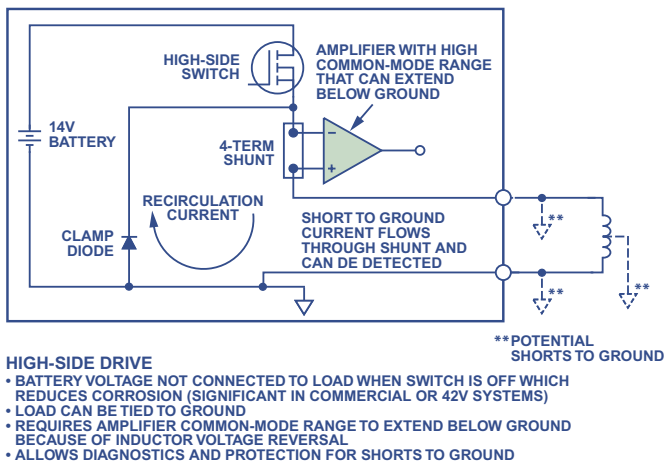 HIGH-SIDE
SWITCH
AMPLIFIER WITH HIGH
COMMON-MODE RANGE
THAT CAN EXTEND
BELOW GROUND
14V
BATTERY
4-TERM
SHUNT
−
+
RECIRCULATION
CURRENT
CLAMP
DIODE
SHORT TO GROUND
CURRENT FLOWS
THROUGH SHUNT AND
CAN DE DETECTED
**
**
**
**POTENTIAL
SHORTS TO GROUND
HIGH-SIDE DRIVE
• BATTERY VOLTAGE NOT CONNECTED TO LOAD WHEN SWITCH IS OFF WHICH
REDUCES CORROSION (SIGNIFICANT IN COMMERCIAL OR 42V SYSTEMS)
• LOAD CAN BE TIED TO GROUND
• REQUIRES AMPLIFIER COMMON-MODE RANGE TO EXTEND BELOW GROUND
BECAUSE OF INDUCTOR VOLTAGE REVERSAL
• ALLOWS DIAGNOSTICS AND PROTECTION FOR SHORTS TO GROUND